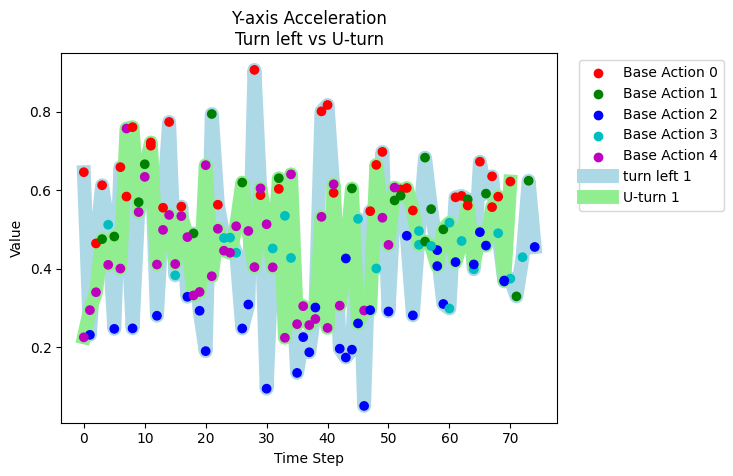 Y-axis Acceleration
Turn left vs U-turn
Value
0.8
0.6
0.4
0.2
0 10 20 30 40 50 60 70
Time Step
Base Action 0
Base Action 1
Base Action 2
Base Action 3
Base Action 4
turn left 1
U-turn 1